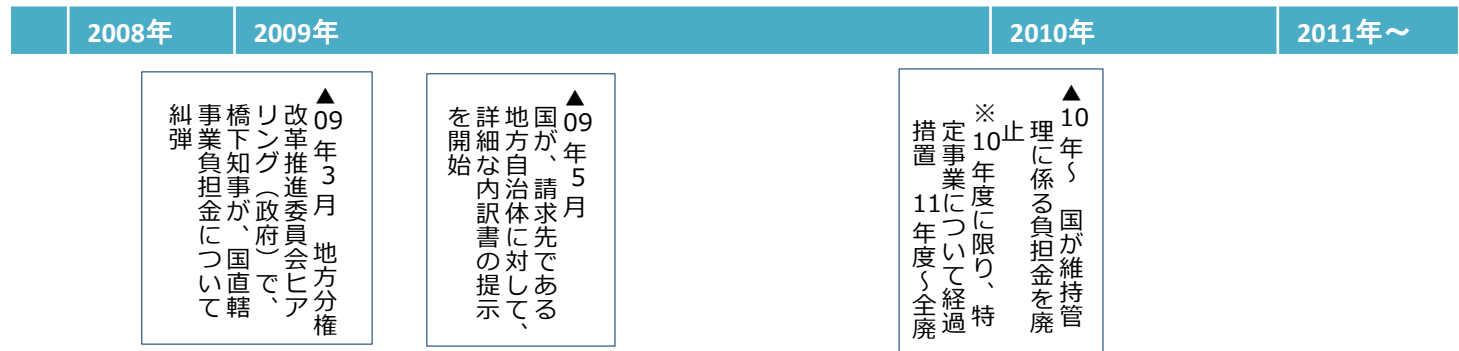 2008年
2009年
2010年
2011年～
▲09年3月　地方分権
改革推進委員会ヒア
リング（政府）で、
橋下知事が、国直轄
事業負担金について
糾弾
▲09年5月
国が、請求先である
地方自治体に対して、
詳細な内訳書の提示
を開始
▲10年～　国が維持管
理に係る負担金を廃
止
※10年度に限り、特
定事業について経過
措置　11年度～全廃